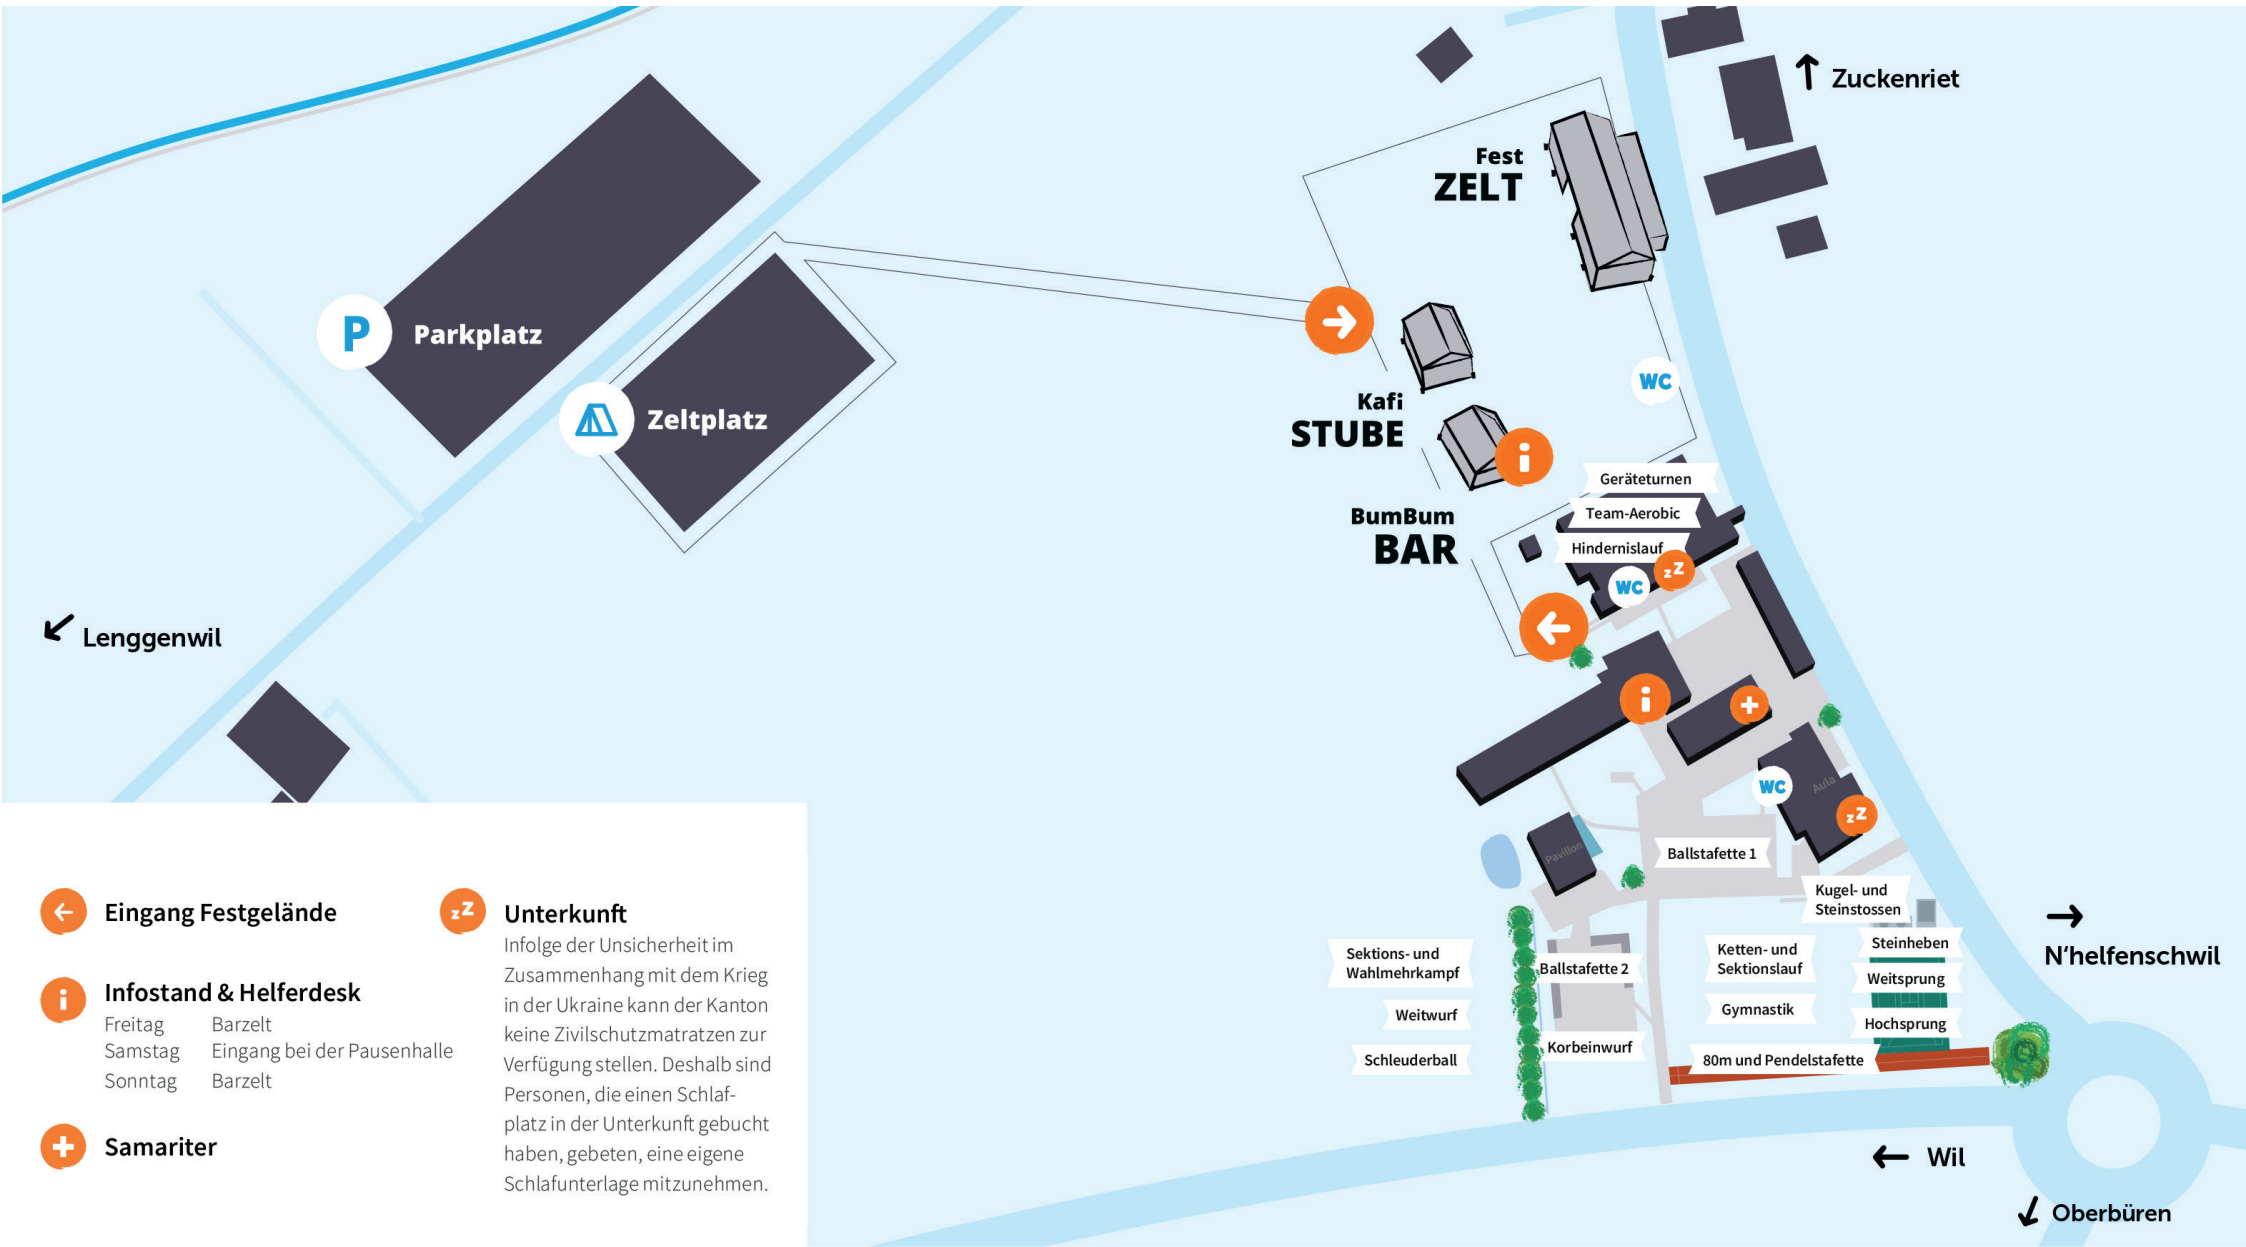 Zuckenriet
Fest
ZELT
P
Parkplatz
Zeltplatz
WC
Kafi
STUBE
i
BumBum
BAR
Geräteturnen
Team-Aerobic
Hindernislauf
zZ
WC
Lenggenwil
i
WC
Aula
zZ
Pavillon
Ballstafette 1
Kugel- und
Steinstossen
Sektions- und
Wahlmehrkampf
Ballstafette 2
Ketten- und
Sektionslauf
Steinheben
N‘helfenschwil
Weitsprung
Weitwurf
Gymnastik
Hochsprung
Korbeinwurf
Schleuderball
80m und Pendelstafette
Wil
Oberbüren
Eingang Festgelände
i
Infostand & Helferdesk
Freitag Barzelt
Samstag Eingang bei der Pausenhalle
Sonntag Barzelt
Samariter
zZ
Unterkunft
Infolge der Unsicherheit im
Zusammenhang mit dem Krieg
in der Ukraine kann der Kanton
keine Zivilschutzmatratzen zur
Verfügung stellen. Deshalb sind
Personen, die einen Schlaf-
platz in der Unterkunft gebucht
haben, gebeten, eine eigene
Schlafunterlage mitzunehmen.